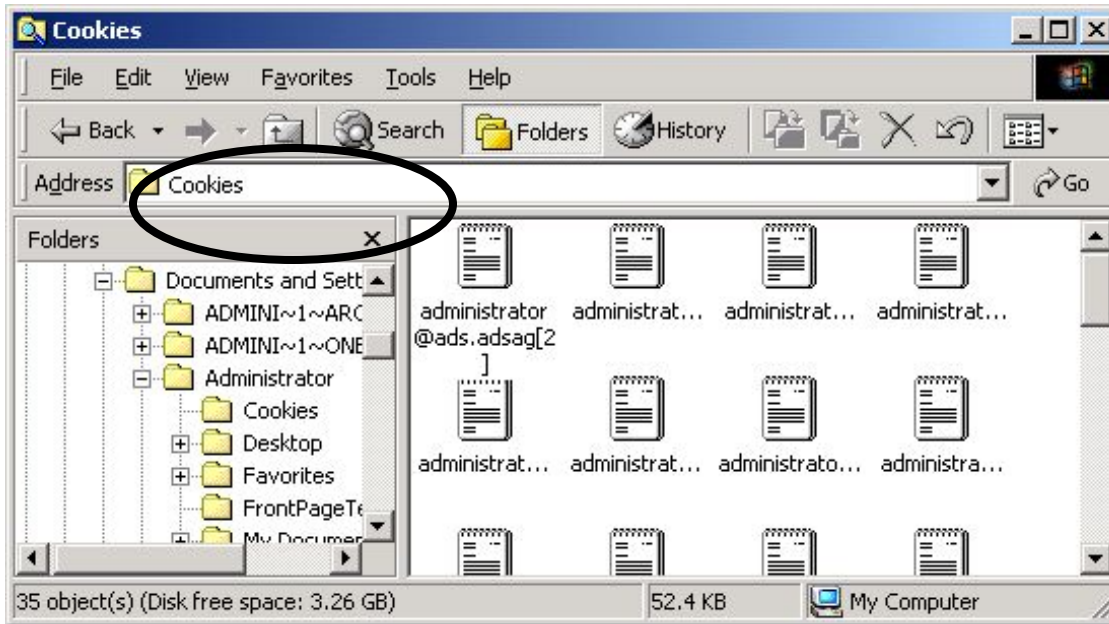 Cookies
File Edit View Favorites Tools Help
Back Search Folders History
Address Cookies Go
Folders
Documents and Sett
ADMINI~1~ARC
ADMINI~1~ONE
Administrator
Cookies
Desktop
Favorites
FrontPageTe
My Documen
administrator
@ads.adsag[2
]
administrat... administrat... administrat...
administrat... administrat... administrato... administra...
35 object(s) (Disk free space: 3.26 GB) 52.4 KB My Computer